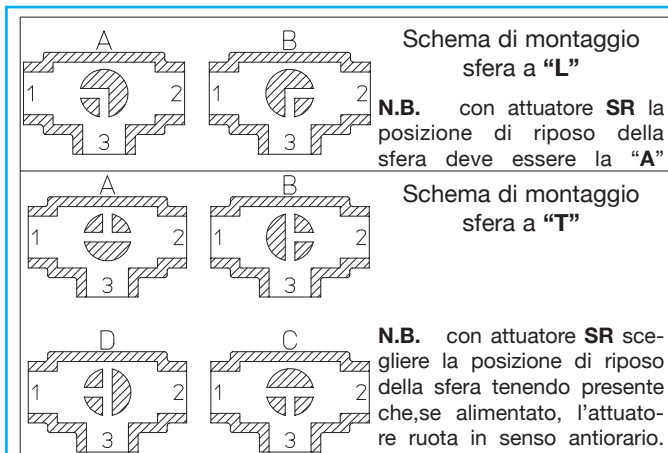 A
B
1
2
3
1
2
3
Schema di montaggio
sfera a “L”
N.B. con attuatore SR la
posizione di riposo della
sfera deve essere la “A”
A
B
1
2
3
1
2
3
Schema di montaggio
sfera a “T”
D
C
1
2
3
1
2
3
N.B. con attuatore SR sce-
gliere la posizione di riposo
della sfera tenendo presente
che,se alimentato, l’attuato-
re ruota in senso antiorario.